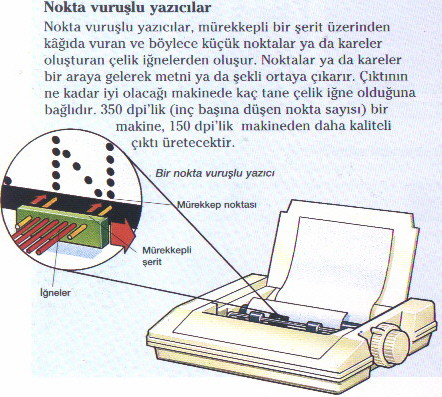 Nokta vuruşlu yazıcılar
Nokta vuruşlu yazıcılar, mürekkepli bir şerit üzerinden
kâğıda vuran ve böylece küçük noktalar ya da kareler
oluşturan çelik iğnelerden oluşur. Noktalar ya da kareler
bir araya gelerek metni ya da şekli ortaya çıkarır. Çıktının
ne kadar iyi olacağı makinede kaç tane çelik iğne olduğuna
bağlıdır. 350 dpi'lik (inç başına düşen nokta sayısı) bir
makine, 150 dpi'lik makineden daha kaliteli
çıktı üretecektir.
Bir nokta vuruşlu yazıcı
Mürekkep noktası
Mürekkepli
şerit
İğneler